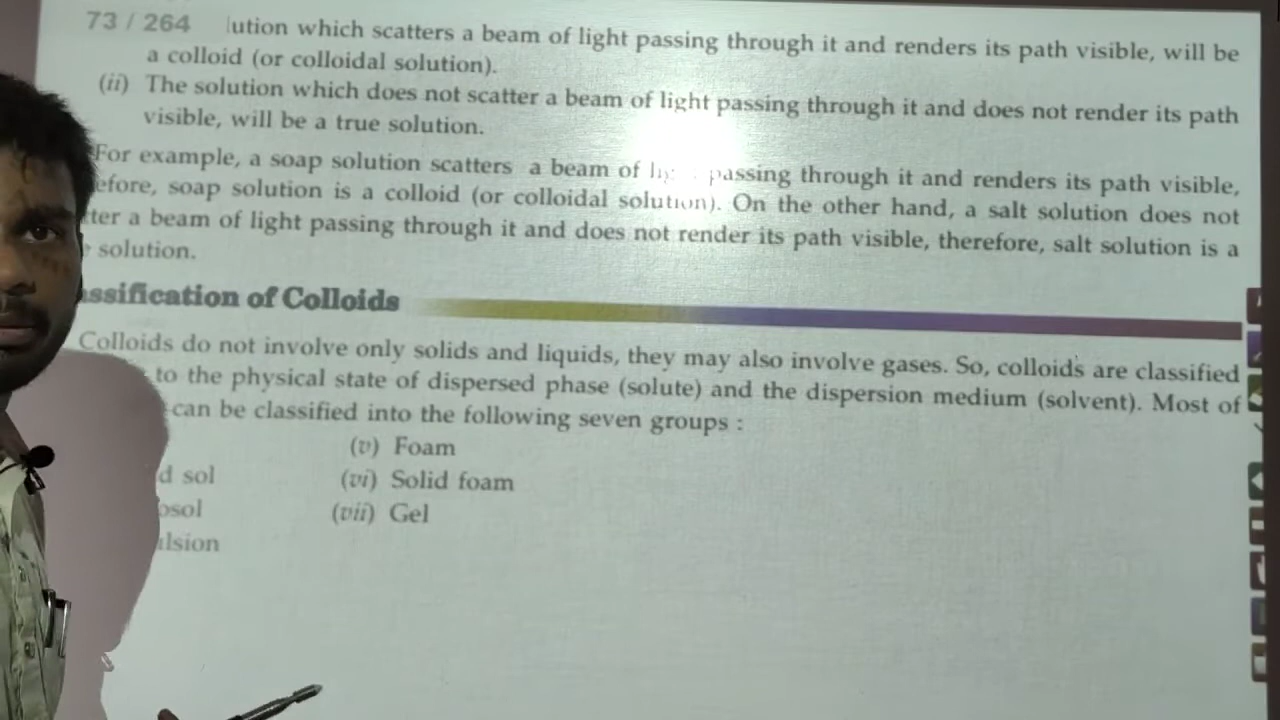 73 / 264 lution which scatters a beam of light passing through it and renders its path visible, will be
a colloid (or colloidal solution).
(ii) The solution which does not scatter a beam of light passing through it and does not render its path
visible, will be a true solution.
For example, a soap solution scatters a beam of passing through it and renders its path visible,
efore, soap solution is a colloid (or colloidal solution). On the other hand, a salt solution does not
tter a beam of light passing through it and does not render its path visible, therefore, salt solution is a
solution.
assification of Colloids
Colloids do not involve only solids and liquids, they may also involve gases. So, colloids are classified
to the physical state of dispersed phase (solute) and the dispersion medium (solvent). Most of
can be classified into the following seven groups :
(v) Foam
d sol (vi) Solid foam
osol (vii) Gel
ulsion